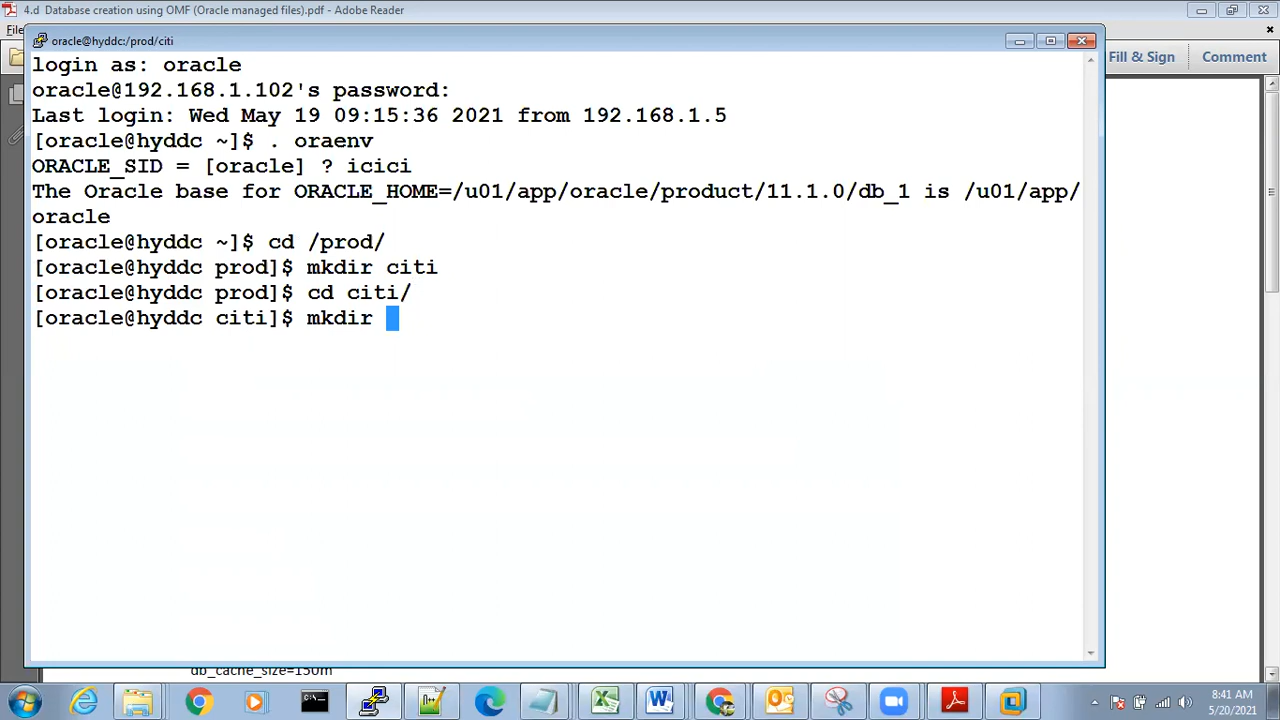 4.d Database creation using OMF (Oracle managed files).pdf - Adobe Reader
File
oracle@hyddc:/prod/citi
Fill & Sign
Comment
login as: oracle
oracle@192.168.1.102's password:
Last login: Wed May 19 09:15:36 2021 from 192.168.1.5
[oracle@hyddc ~]$ . oraenv
ORACLE_SID = [oracle] ? icici
The Oracle base for ORACLE_HOME=/u01/app/oracle/product/11.1.0/db_1 is /u01/app/
oracle
[oracle@hyddc ~]$ cd /prod/
[oracle@hyddc prod]$ mkdir citi
[oracle@hyddc prod]$ cd citi/
[oracle@hyddc citi]$ mkdir
db_cache_size=150m
8:41 AM
5/20/2021